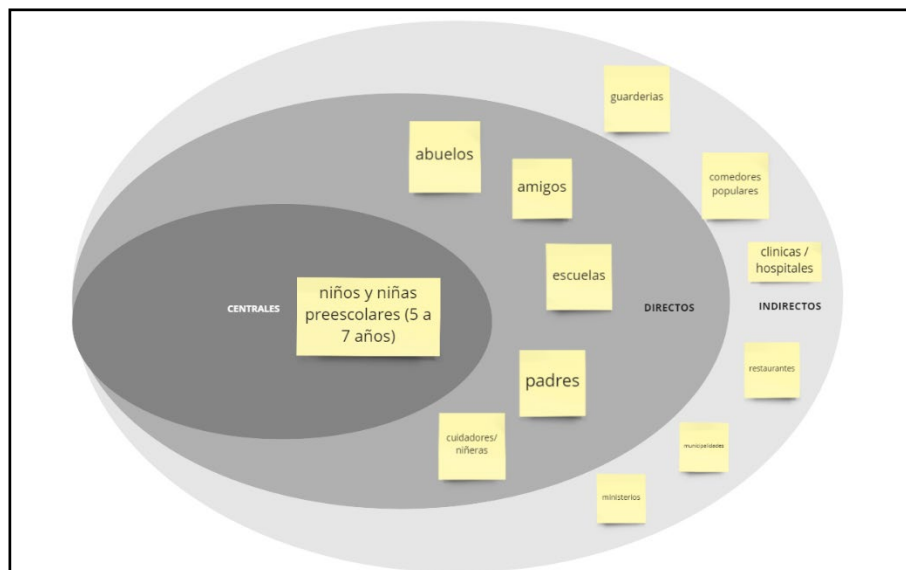 guarderias
abuelos
amigos
comedores
populares
clinicas /
hospitales
escuelas
niños y niñas
preescolares (5 a
7 años)
CENTRALES
DIRECTOS
INDIRECTOS
padres
restaurantes
cuidadores/
niñeras
municipalidades
ministerios